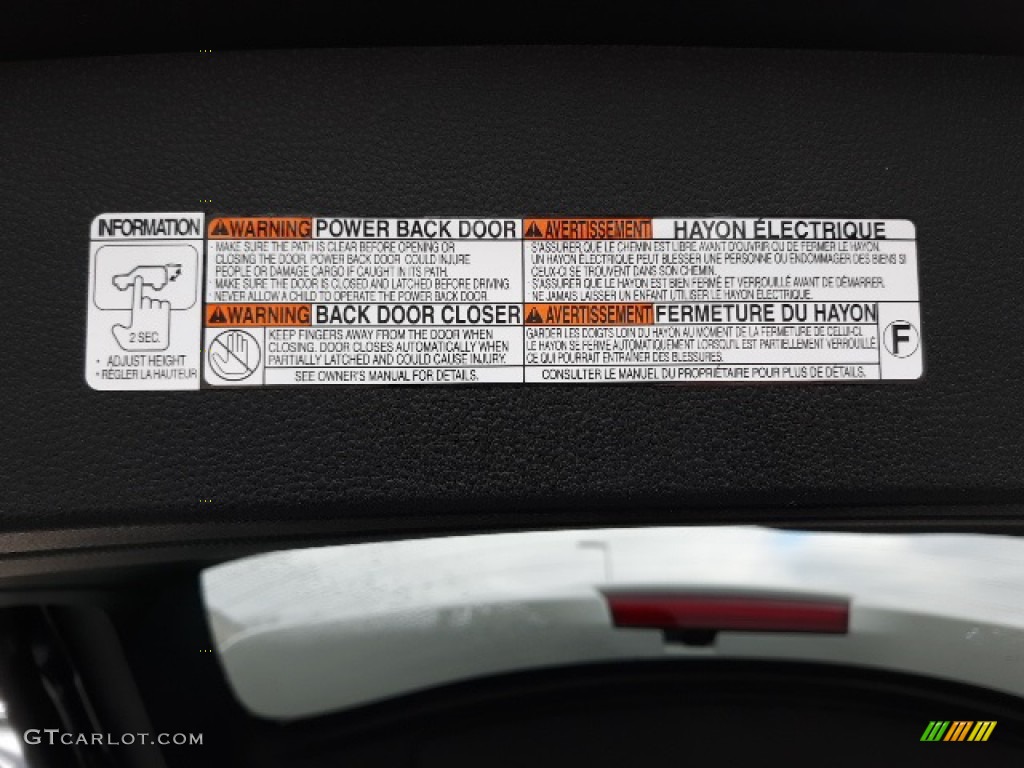 INFORMATION
2 SEC.
• ADJUST HEIGHT
• RÉGLER LA HAUTEUR
WARNING POWER BACK DOOR
· MAKE SURE THE PATH IS CLEAR BEFORE OPENING OR
CLOSING THE DOOR. POWER BACK DOOR COULD INJURE
PEOPLE OR DAMAGE CARGO IF CAUGHT IN ITS PATH.
· MAKE SURE THE DOOR IS CLOSED AND LATCHED BEFORE DRIVING.
· NEVER ALLOW A CHILD TO OPERATE THE POWER BACK DOOR.
WARNING BACK DOOR CLOSER
KEEP FINGERS AWAY FROM THE DOOR WHEN
CLOSING. DOOR CLOSES AUTOMATICALLY WHEN
PARTIALLY LATCHED AND COULD CAUSE INJURY.
SEE OWNER'S MANUAL FOR DETAILS.
AVERTISSEMENT HAYON ÉLECTRIQUE
· S'ASSURER QUE LE CHEMIN EST LIBRE AVANT D'OUVRIR OU DE FERMER LE HAYON.
UN HAYON ÉLECTRIQUE PEUT BLESSER UNE PERSONNE OU ENDOMMAGER DES BIENS SI
CEUX-CI SE TROUVENT DANS SON CHEMIN.
· S'ASSURER QUE LE HAYON EST BIEN FERMÉ ET VERROUILLÉ AVANT DE DÉMARRER.
· NE JAMAIS LAISSER UN ENFANT UTILISER LE HAYON ÉLECTRIQUE.
AVERTISSEMENT FERMETURE DU HAYON
GARDER LES DOIGTS LOIN DU HAYON AU MOMENT DE LA FERMETURE DE CELUI-CI.
LE HAYON SE FERME AUTOMATIQUEMENT LORSQU'IL EST PARTIELLEMENT VERROUILLÉ,
CE QUI POURRAIT ENTRAÎNER DES BLESSURES.
CONSULTER LE MANUEL DU PROPRIÉTAIRE POUR PLUS DE DÉTAILS.
F
GTCARLOT.COM